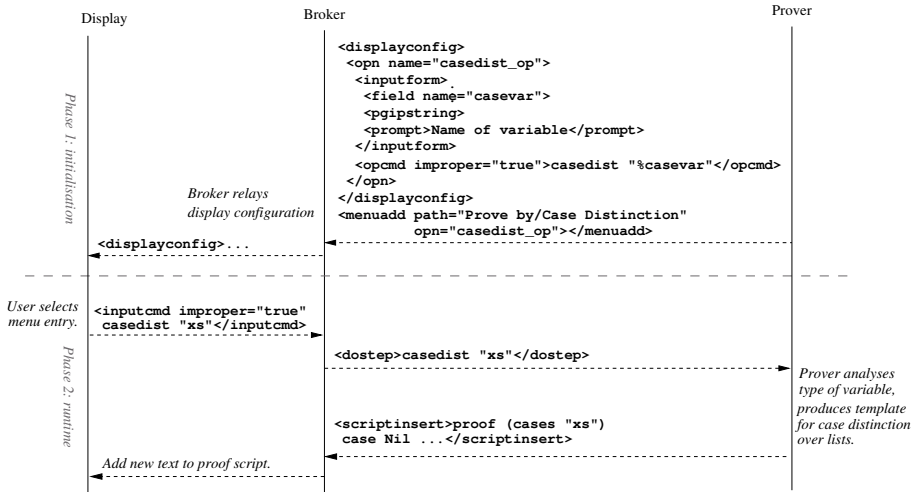 Display
Broker
Prover
Phase 1: initialisation
<displayconfig>
<opn name="casedist_op">
<inputform>
<field name="casevar">
<pgipstring>
<prompt>Name of variable</prompt>
</inputform>
<opcmd improper="true">casedist "%casevar"</opcmd>
</opn>
</displayconfig>
<menuadd path="Prove by/Case Distinction"
opn="casedist_op"></menuadd>
Broker relays
display configuration
<displayconfig>...
User selects
menu entry.
<inputcmd improper="true"
casedist "xs"</inputcmd>
<dostep>casedist "xs"</dostep>
Phase 2: runtime
Prover analyses
type of variable,
produces template
for case distinction
over lists.
<scriptinsert>proof (cases "xs")
case Nil ...</scriptinsert>
Add new text to proof script.